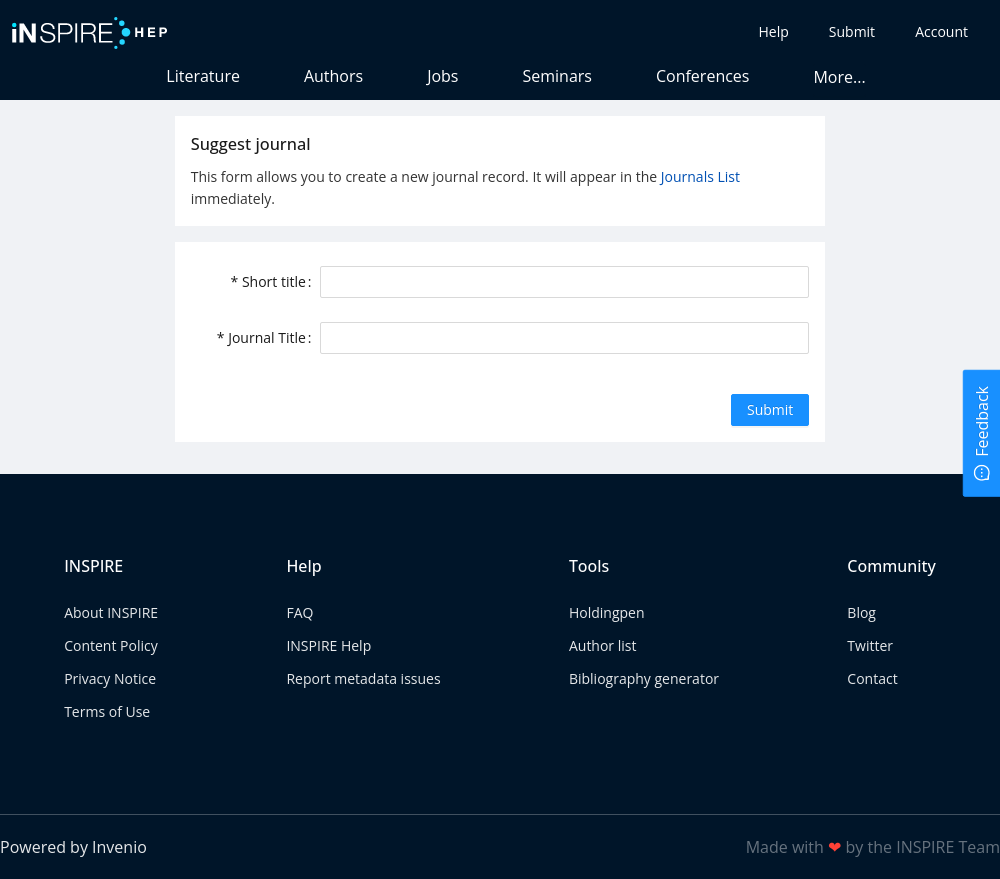 iNSPIRE HEP
Help Submit Account
Literature Authors Jobs Seminars Conferences More...
Suggest journal
This form allows you to create a new journal record. It will appear in the Journals List
immediately.
* Short title:
* Journal Title:
Submit
Feedback
INSPIRE Help Tools Community
About INSPIRE FAQ Holdingpen Blog
Content Policy INSPIRE Help Author list Twitter
Privacy Notice Report metadata issues Bibliography generator Contact
Terms of Use
Powered by Invenio Made with ❤ by the INSPIRE Team